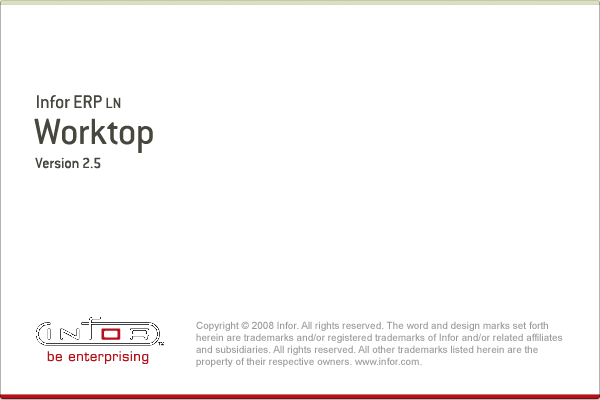 Infor ERP LN
Worktop
Version 2.5
INFOR™
be enterprising
Copyright © 2008 Infor. All rights reserved. The word and design marks set forth
herein are trademarks and/or registered trademarks of Infor and/or related affiliates
and subsidiaries. All rights reserved. All other trademarks listed herein are the
property of their respective owners. www.infor.com.